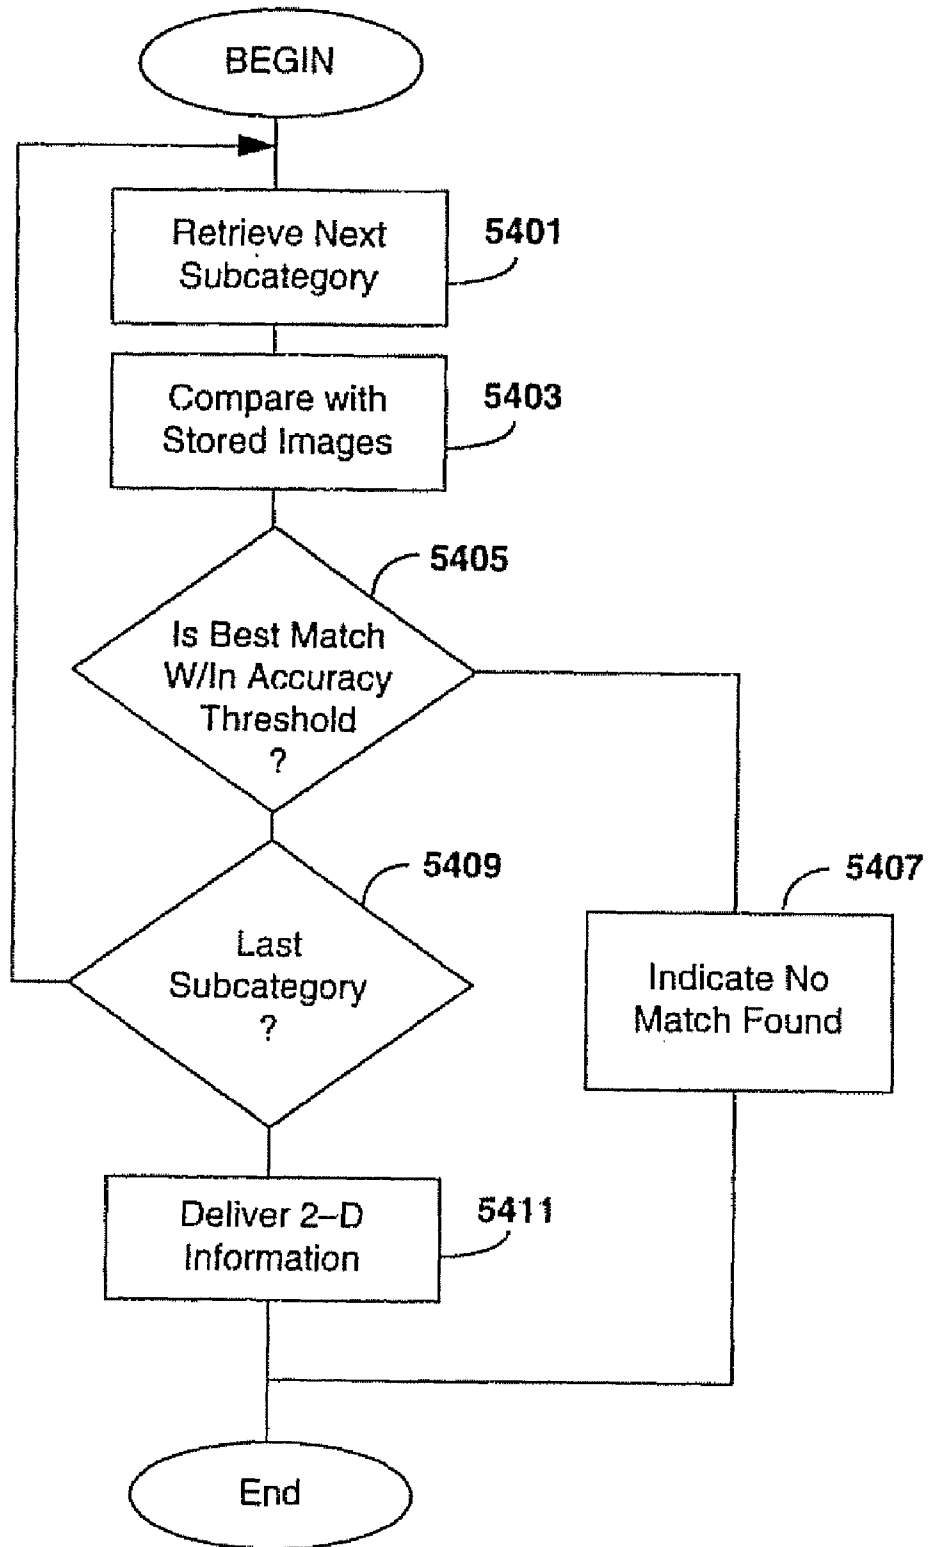 BEGIN
Retrieve Next
Subcategory
5401
Compare with
Stored Images
5403
5405
Is Best Match
W/In Accuracy
Threshold
?
5409
Last
Subcategory
?
5407
Indicate No
Match Found
Deliver 2–D
Information
5411
End